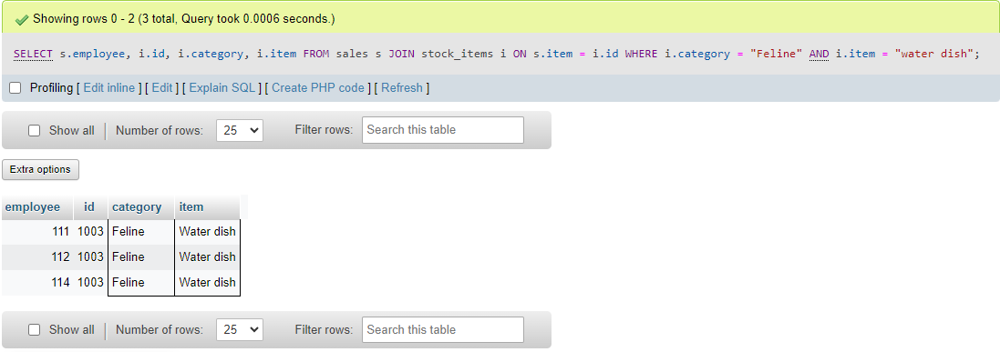 Showing rows 0 - 2 (3 total, Query took 0.0006 seconds.)
SELECT s.employee, i.id, i.category, i.item FROM sales s JOIN stock_items i ON s.item = i.id WHERE i.category = "Feline" AND i.item = "water dish";
Profiling [ Edit inline ] [ Edit ] [ Explain SQL ] [ Create PHP code ] [ Refresh ]
Show all Number of rows: 25 Filter rows: Search this table
Extra options
employee id category item
111 1003 Feline Water dish
112 1003 Feline Water dish
114 1003 Feline Water dish
Show all Number of rows: 25 Filter rows: Search this table